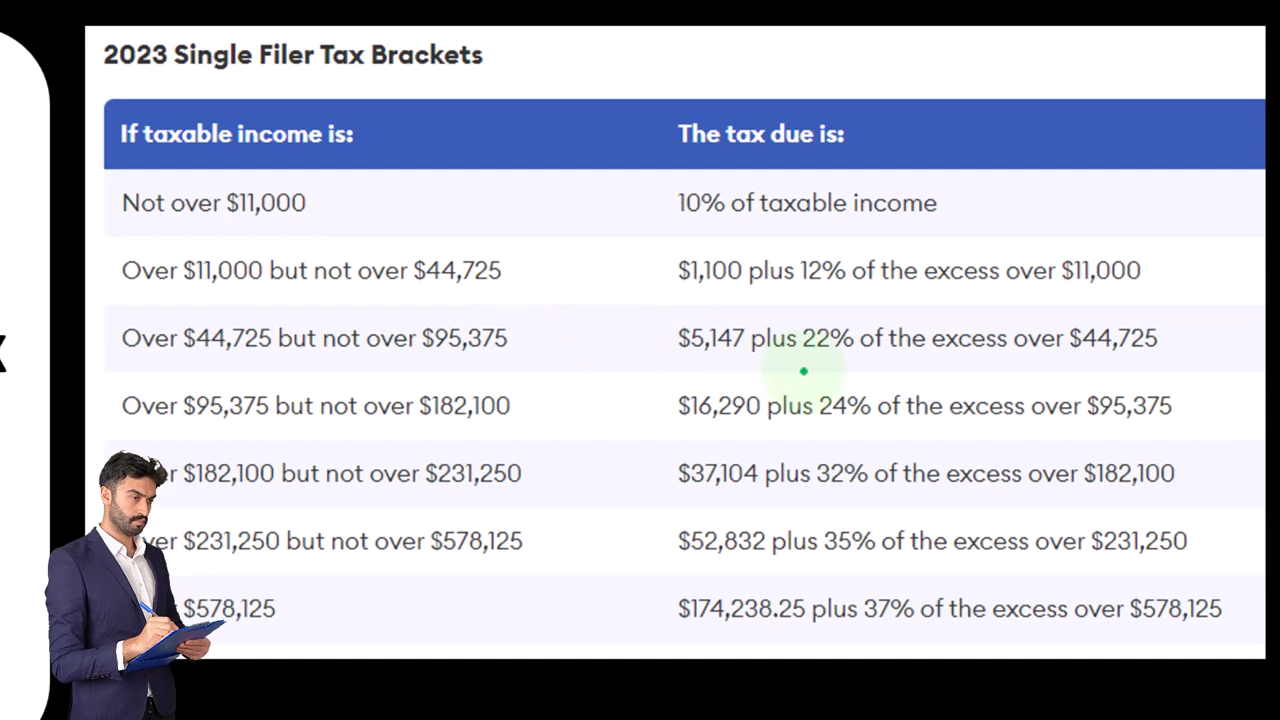 2023 Single Filer Tax Brackets
If taxable income is: The tax due is:
Not over $11,000 10% of taxable income
Over $11,000 but not over $44,725 $1,100 plus 12% of the excess over $11,000
Over $44,725 but not over $95,375 $5,147 plus 22% of the excess over $44,725
Over $95,375 but not over $182,100 $16,290 plus 24% of the excess over $95,375
$182,100 but not over $231,250 $37,104 plus 32% of the excess over $182,100
$231,250 but not over $578,125 $52,832 plus 35% of the excess over $231,250
$578,125 $174,238.25 plus 37% of the excess over $578,125